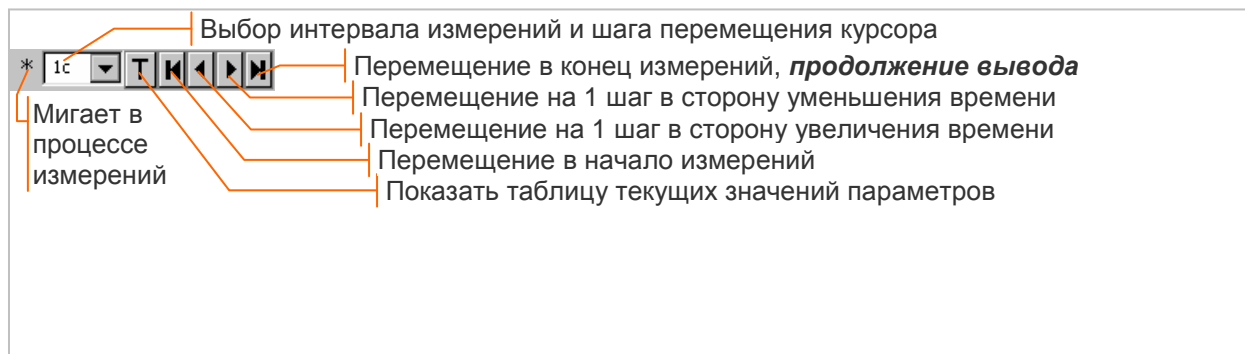 Выбор интервала измерений и шага перемещения курсора
* 1с T
Перемещение в конец измерений, продолжение вывода
Перемещение на 1 шаг в сторону уменьшения времени
Перемещение на 1 шаг в сторону увеличения времени
Перемещение в начало измерений
Показать таблицу текущих значений параметров
Мигает в
процессе
измерений